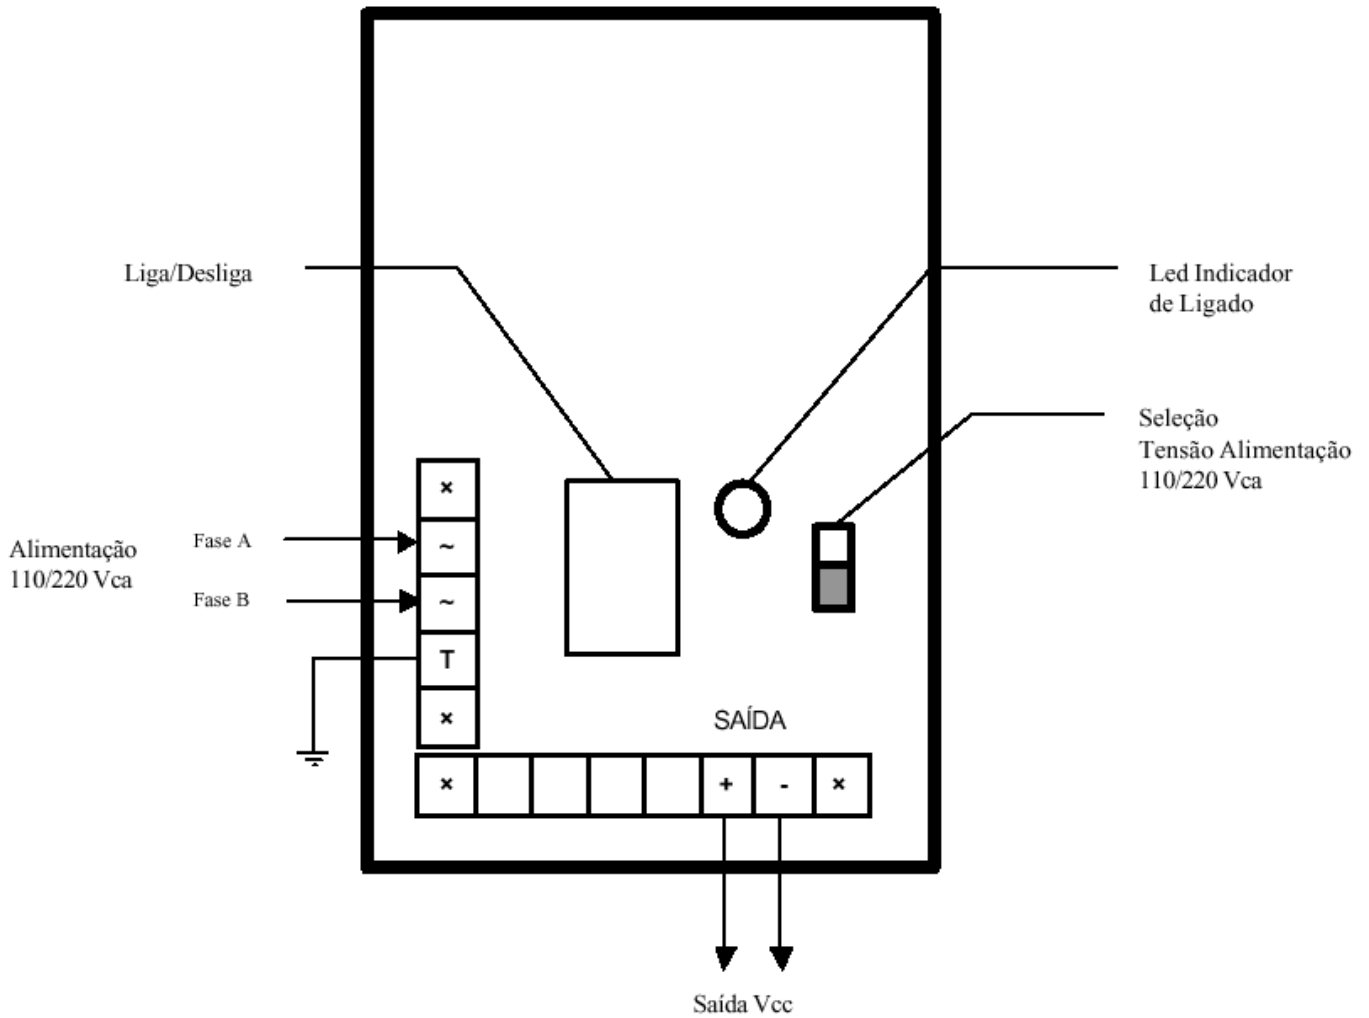 Liga/Desliga
Led Indicador
de Ligado
Seleção
Tensão Alimentação
110/220 Vca
Alimentação
110/220 Vca
Fase A
Fase B
×
~
~
T
×
SAÍDA
× + - ×
Saída Vcc